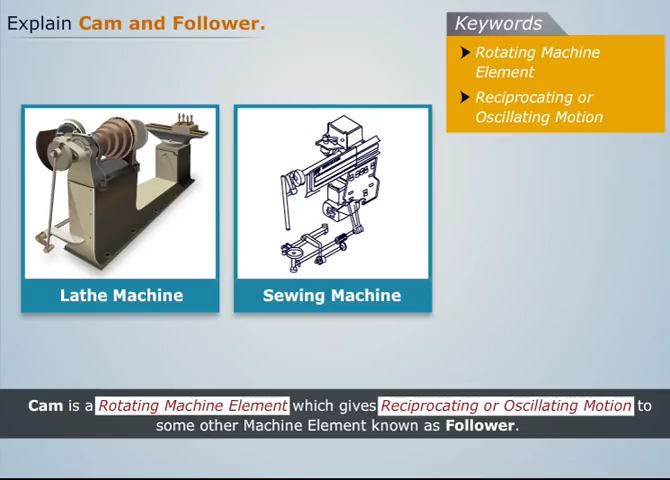 Explain Cam and Follower.
Keywords
Rotating Machine
Element
Reciprocating or
Oscillating Motion
Lathe Machine
Sewing Machine
Cam is a Rotating Machine Element which gives Reciprocating or Oscillating Motion to
some other Machine Element known as Follower.